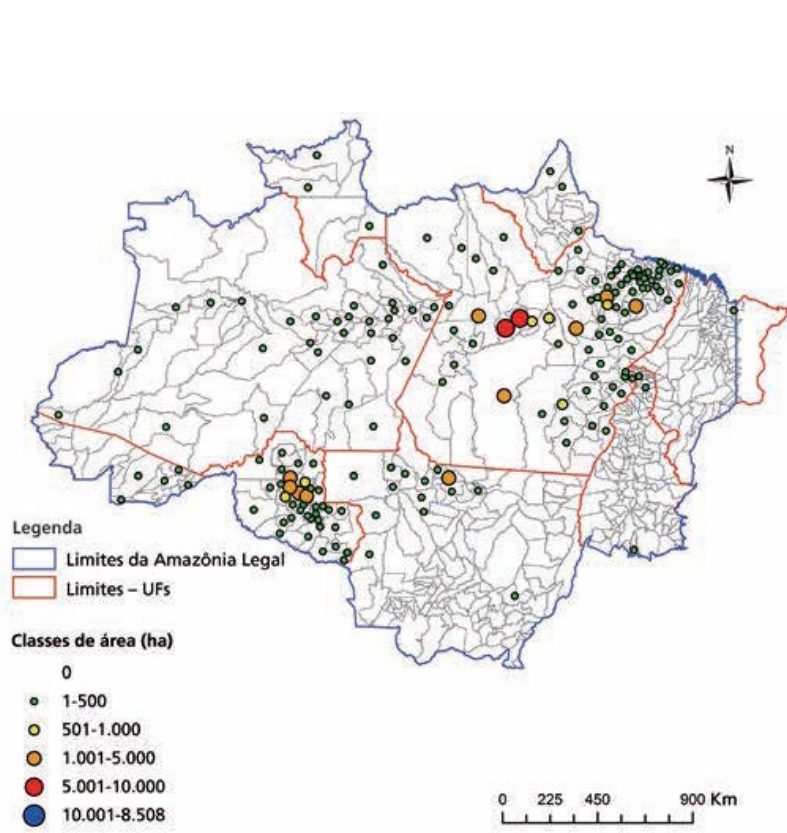 N
Legenda
Limites da Amazônia Legal
Limites – UFs
Classes de área (ha)
0
1-500
501-1.000
1.001-5.000
5.001-10.000
10.001-8.508
0 225 450 900 Km